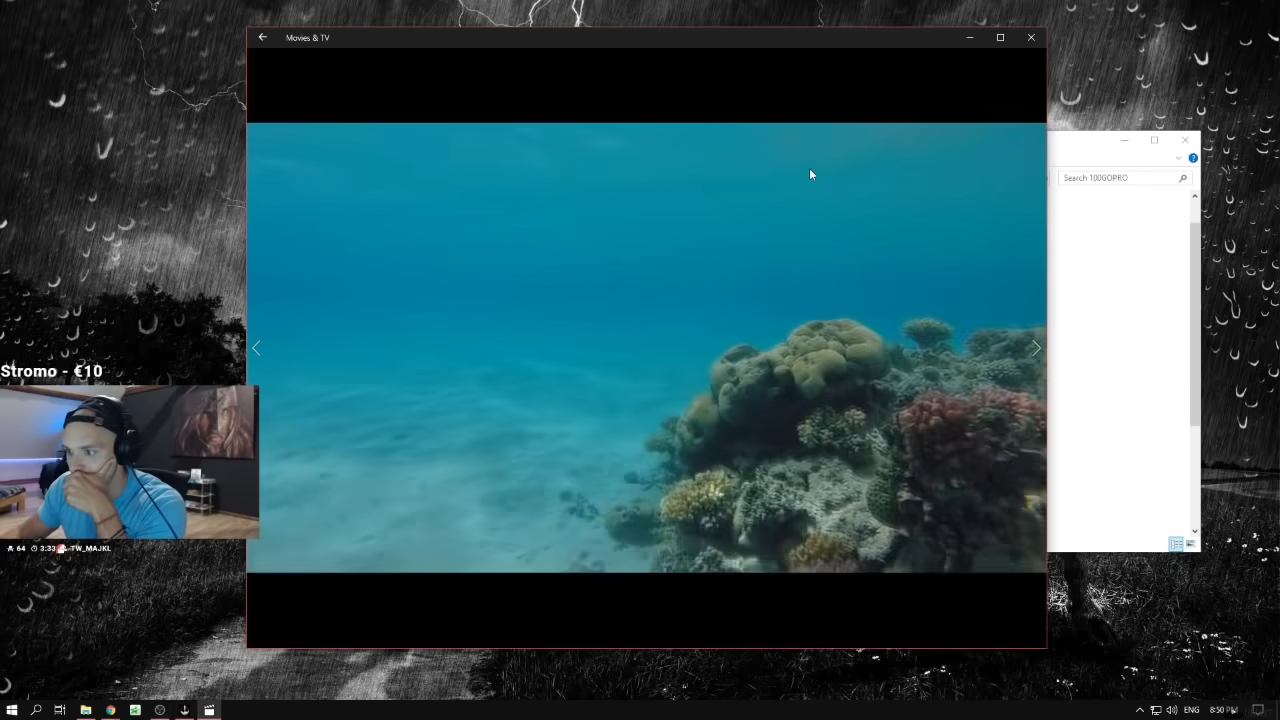 Movies & TV
Search 100GOPRO
Stromo - €10
64 3:33 TW_MAJKL
ENG 8:50 PM